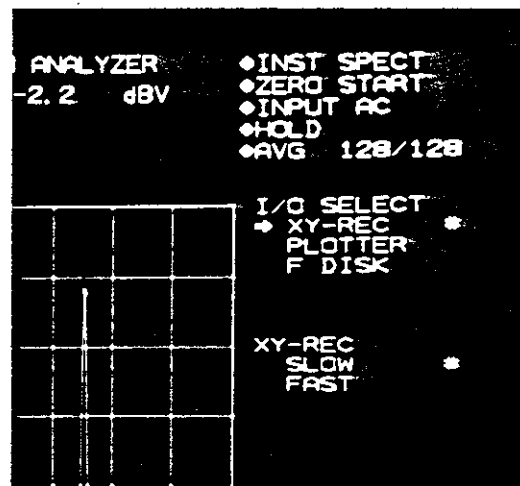 ANALYZER
-2.2 dBV
◆INST SPECT
◆ZERO START
◆INPUT AC
◆HOLD
◆AVG 128/128
I/O SELECT
➔ XY-REC *
PLOTTER
F DISK
XY-REC
SLOW *
FAST